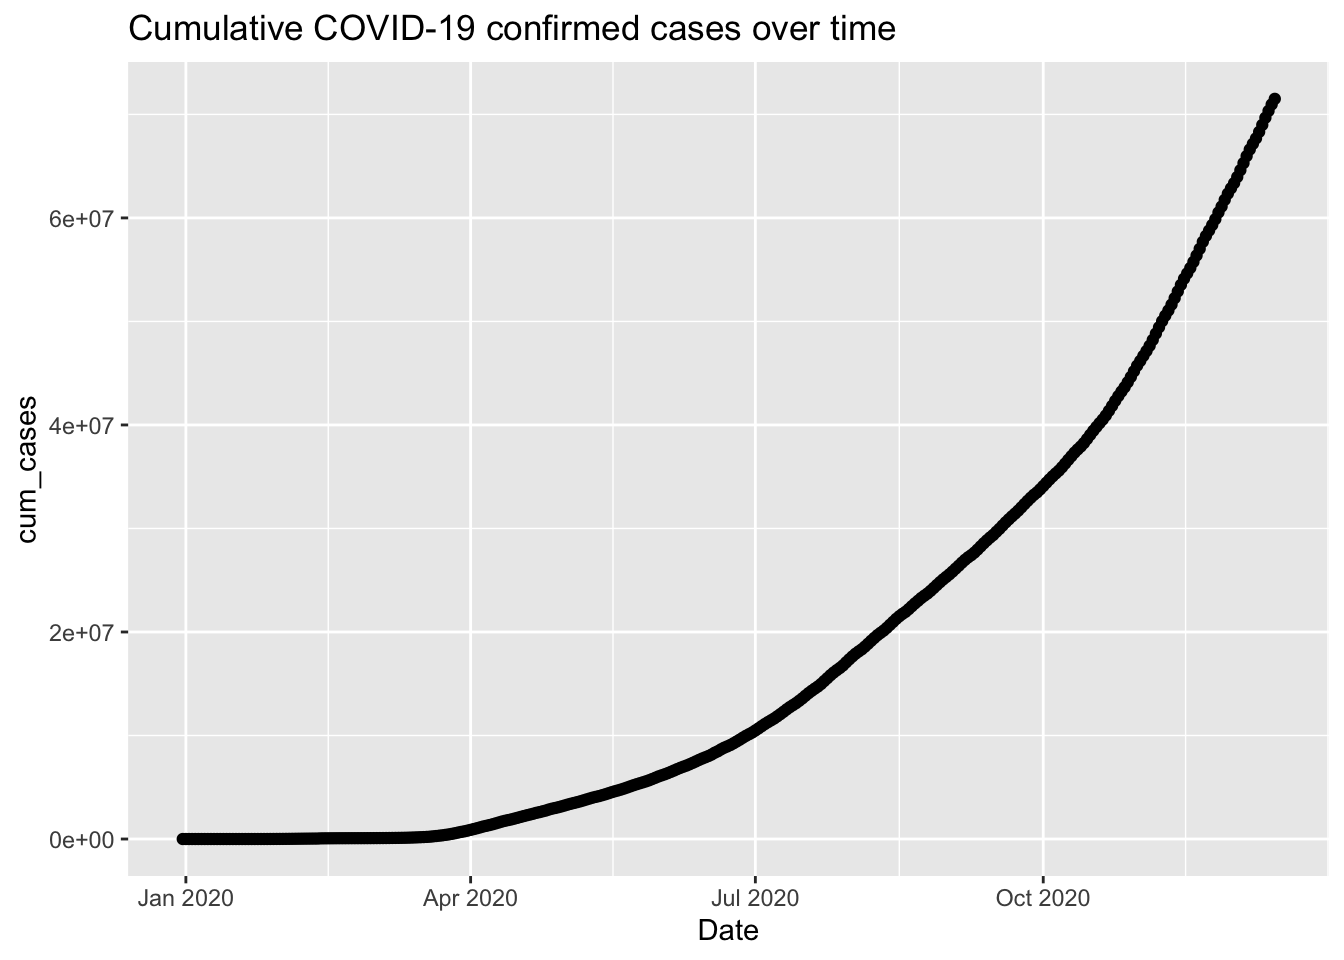 Cumulative COVID-19 confirmed cases over time
cum_cases
6e+07
4e+07
2e+07
0e+00
Jan 2020 Apr 2020 Jul 2020 Oct 2020
Date